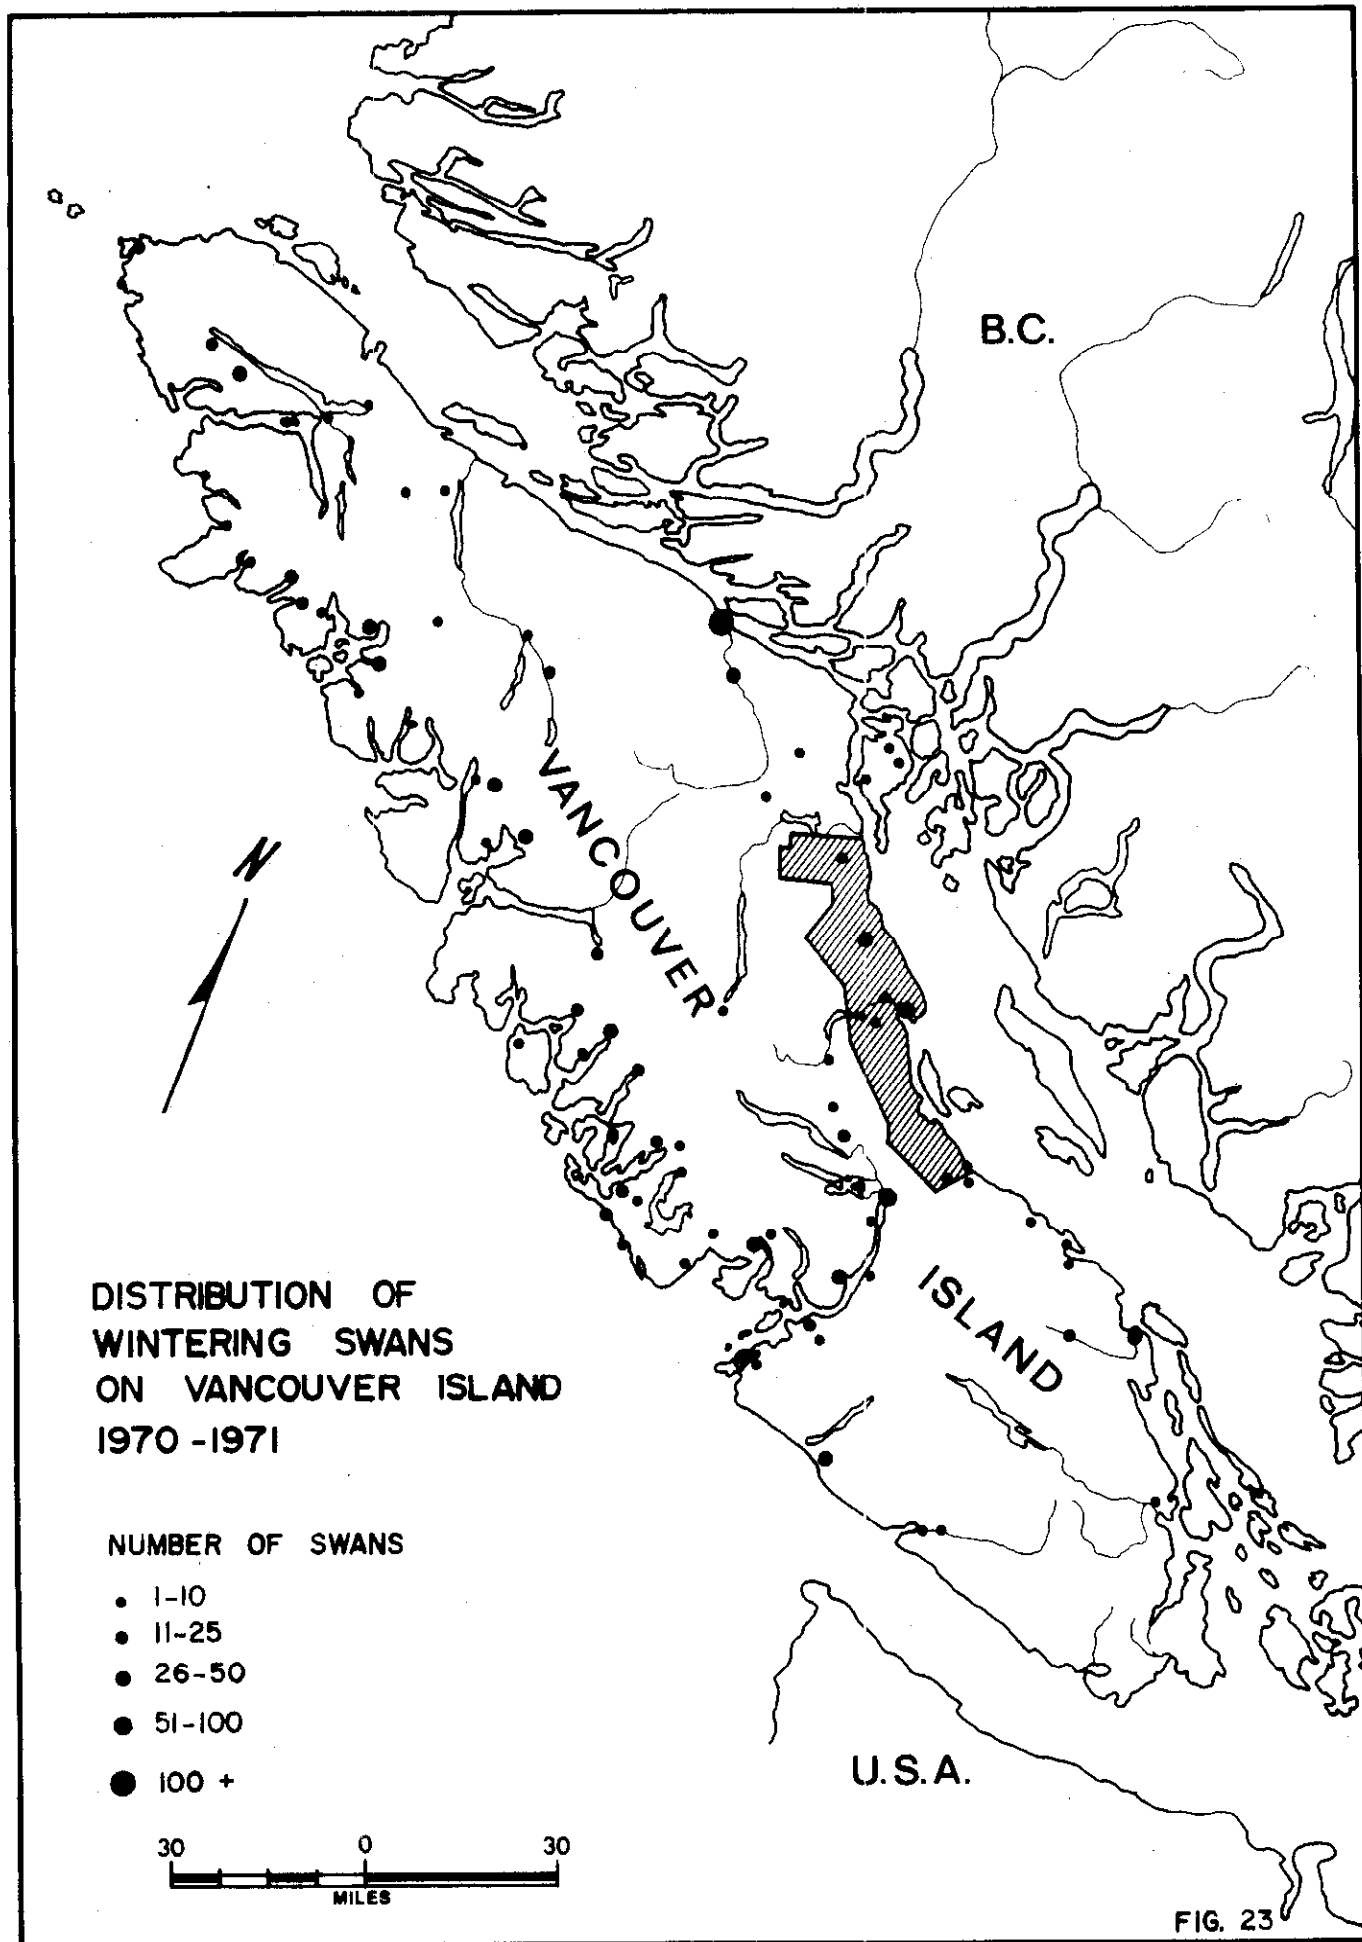 B.C.
N
VANCOUVER
ISLAND
DISTRIBUTION OF
WINTERING SWANS
ON VANCOUVER ISLAND
1970 - 1971
NUMBER OF SWANS
1-10
11-25
26-50
51-100
100 +
30 0 30
MILES
U.S.A.
FIG. 23